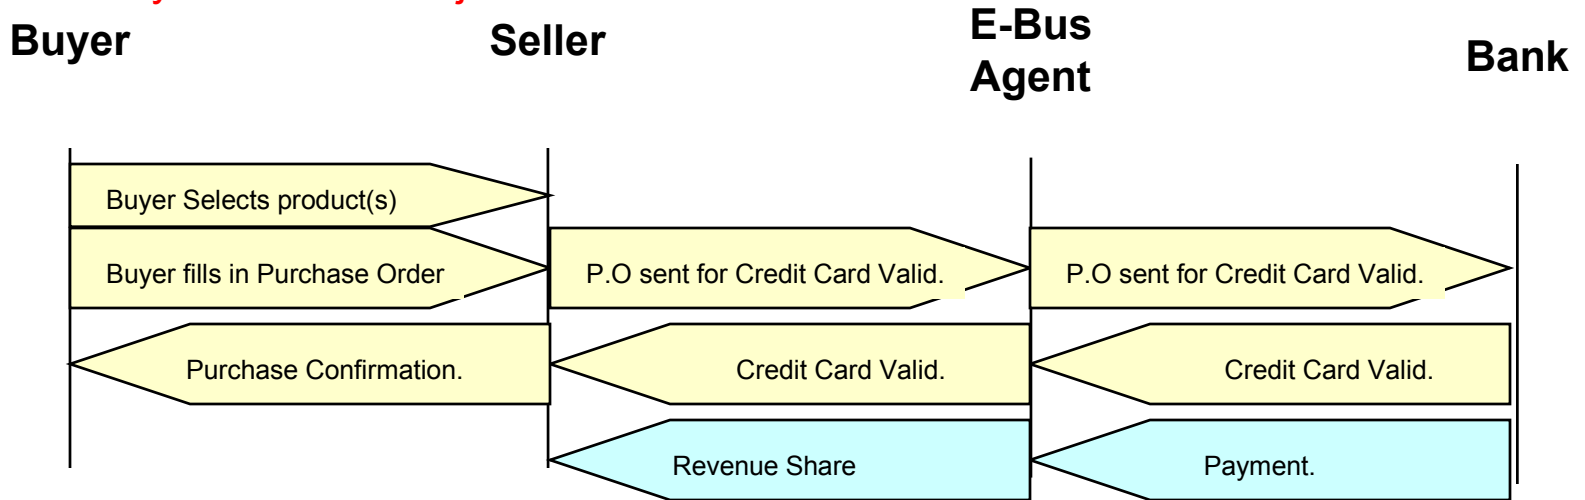 Buyer
Seller
E-Bus
Agent
Bank
Buyer Selects product(s)
Buyer fills in Purchase Order
P.O sent for Credit Card Valid.
P.O sent for Credit Card Valid.
Purchase Confirmation.
Credit Card Valid.
Credit Card Valid.
Revenue Share
Payment.